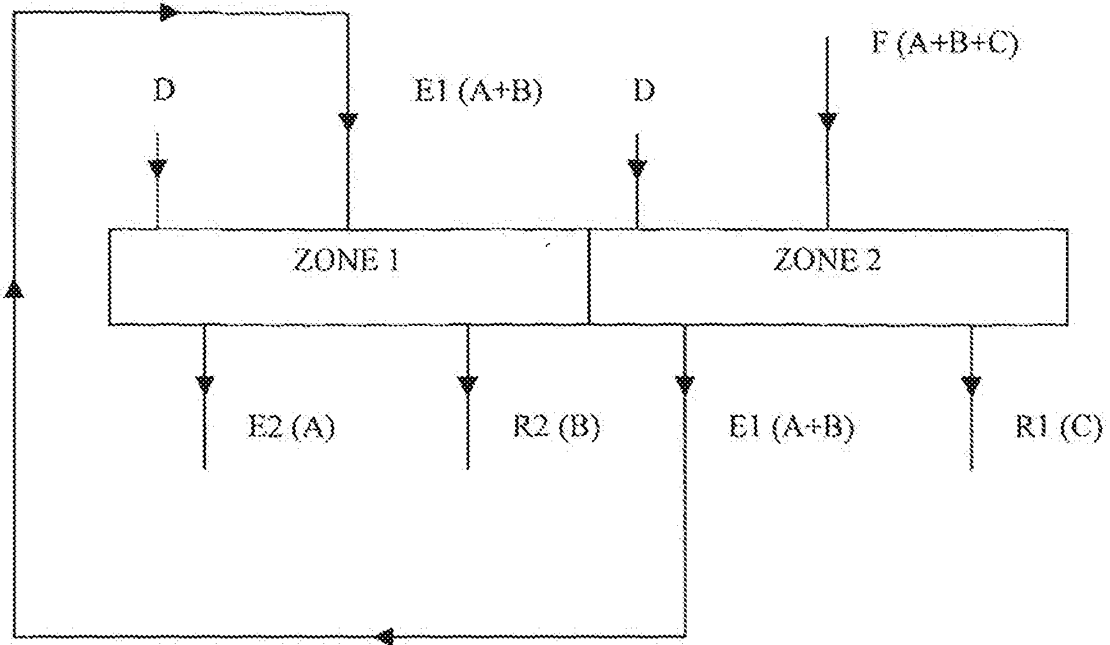 F (A+B+C)
D
E1 (A+B)
D
ZONE 1
ZONE 2
E2 (A)
R2 (B)
E1 (A+B)
R1 (C)